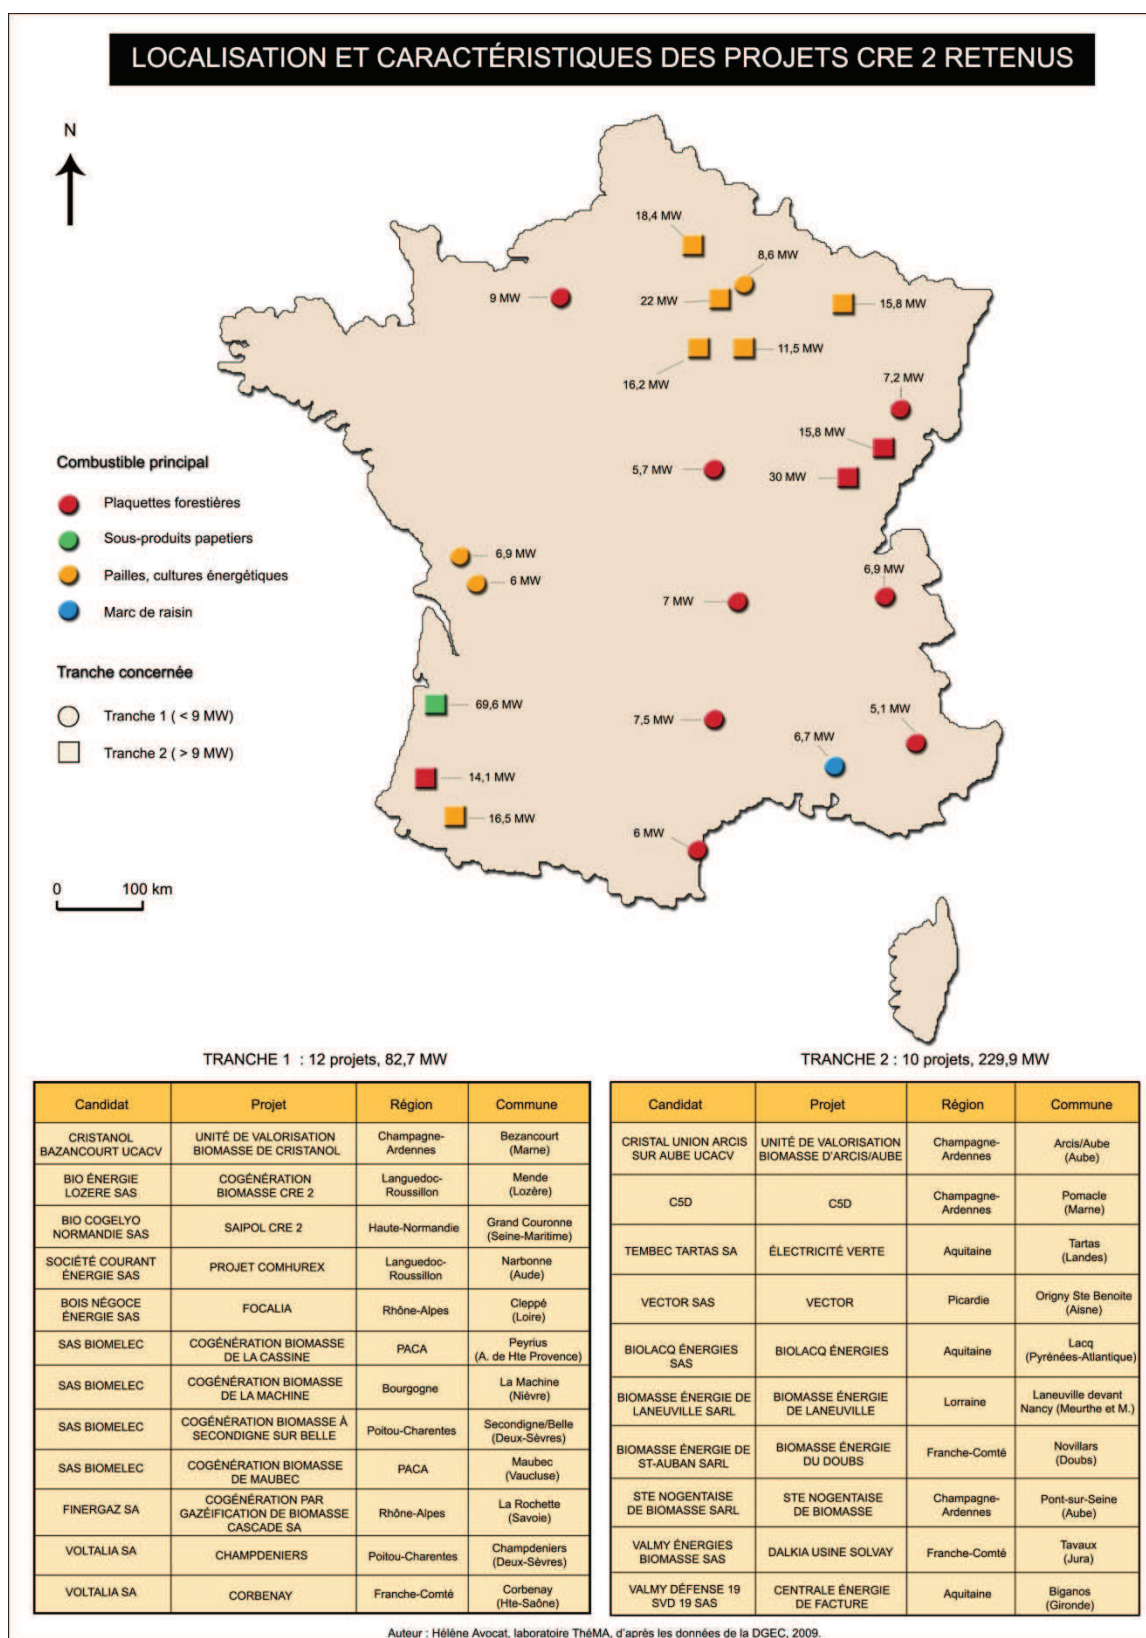 LOCALISATION ET CARACTÉRISTIQUES DES PROJETS CRE 2 RETENUS
N
18,4 MW
8,6 MW
9 MW
22 MW
15,8 MW
11,5 MW
16,2 MW
7,2 MW
15,8 MW
5,7 MW
30 MW
Combustible principal
Plaquettes forestières
Sous-produits papetiers
Pailles, cultures énergétiques
Marc de raisin
6,9 MW
6 MW
6,9 MW
7 MW
Tranche concernée
Tranche 1 ( < 9 MW)
Tranche 2 ( > 9 MW)
69,6 MW
7,5 MW
5,1 MW
6,7 MW
14,1 MW
16,5 MW
6 MW
0 100 km
TRANCHE 1 : 12 projets, 82,7 MW
Candidat Projet Région Commune
CRISTANOL UNITÉ DE VALORISATION Champagne- Bezancourt
BAZANCOURT UCACV BIOMASSE DE CRISTANOL Ardennes (Marne)
BIO ÉNERGIE COGÉNÉRATION Languedoc- Mende
LOZERE SAS BIOMASSE CRE 2 Roussillon (Lozère)
BIO COGELYO SAIPOL CRE 2 Haute-Normandie Grand Couronne
NORMANDIE SAS (Seine-Maritime)
SOCIÉTÉ COURANT PROJET COMHUREX Languedoc- Narbonne
ÉNERGIE SAS Roussillon (Aude)
BOIS NÉGOCE FOCALIA Rhône-Alpes Cleppé
ÉNERGIE SAS (Loire)
SAS BIOMELEC COGÉNÉRATION BIOMASSE PACA Peyrius
DE LA CASSINE (A. de Hte Provence)
SAS BIOMELEC COGÉNÉRATION BIOMASSE Bourgogne La Machine
DE LA MACHINE (Nièvre)
SAS BIOMELEC COGÉNÉRATION BIOMASSE À Poitou-Charentes Secondigne/Belle
SECONDIGNE SUR BELLE (Deux-Sèvres)
SAS BIOMELEC COGÉNÉRATION BIOMASSE PACA Maubec
DE MAUBEC (Vaucluse)
FINERGAZ SA COGÉNÉRATION PAR Rhône-Alpes La Rochette
GAZÉIFICATION DE BIOMASSE (Savoie)
CASCADE SA
VOLTALIA SA CHAMPDENIERS Poitou-Charentes Champdeniers
(Deux-Sèvres)
VOLTALIA SA CORBENAY Franche-Comté Corbenay
(Hte-Saône)
TRANCHE 2 : 10 projets, 229,9 MW
Candidat Projet Région Commune
CRISTAL UNION ARCIS UNITÉ DE VALORISATION Champagne- Arcis/Aube
SUR AUBE UCACV BIOMASSE D'ARCIS/AUBE Ardennes (Aube)
C5D C5D Champagne- Pomacle
Ardennes (Marne)
TEMBEC TARTAS SA ÉLECTRICITÉ VERTE Aquitaine Tartas
(Landes)
VECTOR SAS VECTOR Picardie Origny Ste Benoite
(Aisne)
BIOLACQ ÉNERGIES BIOLACQ ÉNERGIES Aquitaine Lacq
SAS (Pyrénées-Atlantique)
BIOMASSE ÉNERGIE DE BIOMASSE ÉNERGIE Lorraine Laneuville devant
LANEUVILLE SARL DE LANEUVILLE Nancy (Meurthe et M.)
BIOMASSE ÉNERGIE DE BIOMASSE ÉNERGIE Franche-Comté Novillars
ST-AUBAN SARL DU DOUBS (Doubs)
STE NOGENTAISE STE NOGENTAISE Champagne- Pont-sur-Seine
DE BIOMASSE SARL DE BIOMASSE Ardennes (Aube)
VALMY ÉNERGIES DALKIA USINE SOLVAY Franche-Comté Tavaux
BIOMASSE SAS (Jura)
VALMY DÉFENSE 19 CENTRALE ÉNERGIE Aquitaine Biganos
SVD 19 SAS DE FACTURE (Gironde)
Auteur : Hélène Avocat, laboratoire ThéMA, d'après les données de la DGEC, 2009.